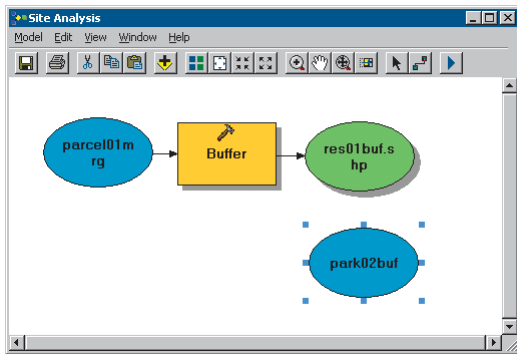 Site Analysis
Model Edit View Window Help
parcel01m
rg
Buffer
res01buf.s
hp
park02buf